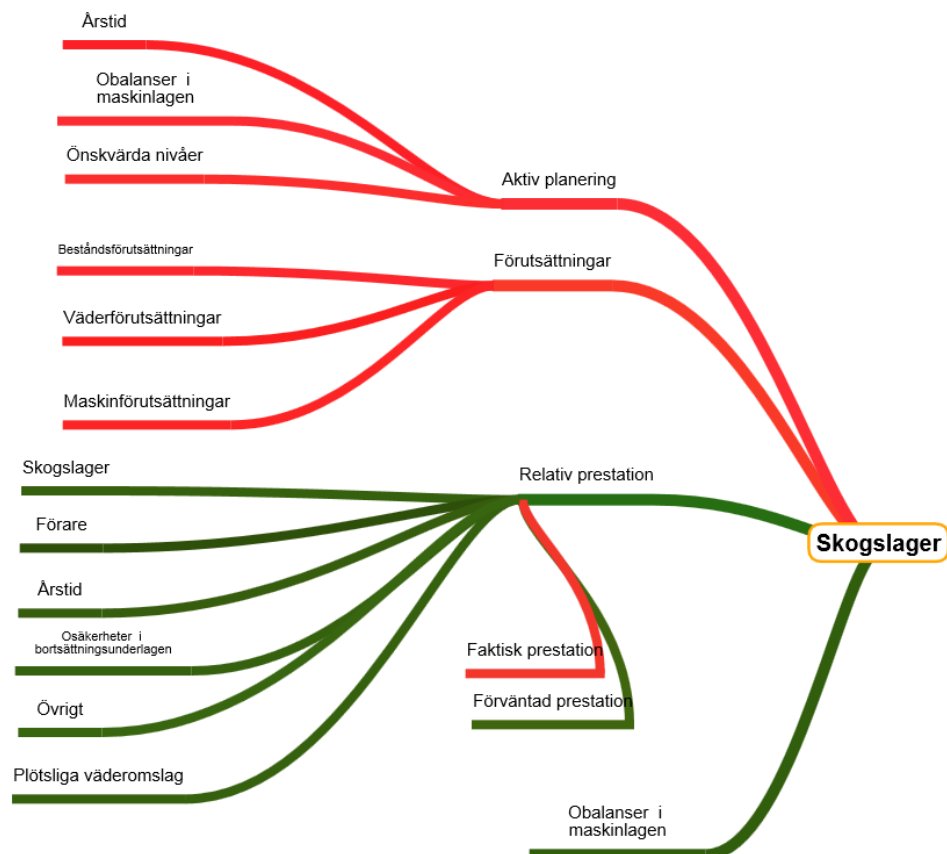 Årstid
Obalanser i
maskinlagen
Önskvärda nivåer
Aktiv planering
Beståndsförutsättningar
Förutsättningar
Väderförutsättningar
Maskinförutsättningar
Skogslager
Relativ prestation
Förare
Skogslager
Årstid
Osäkerheter i
bortsättningsunderlagen
Faktisk prestation
Förväntad prestation
Övrigt
Plötsliga väderomslag
Obalanser i
maskinlagen